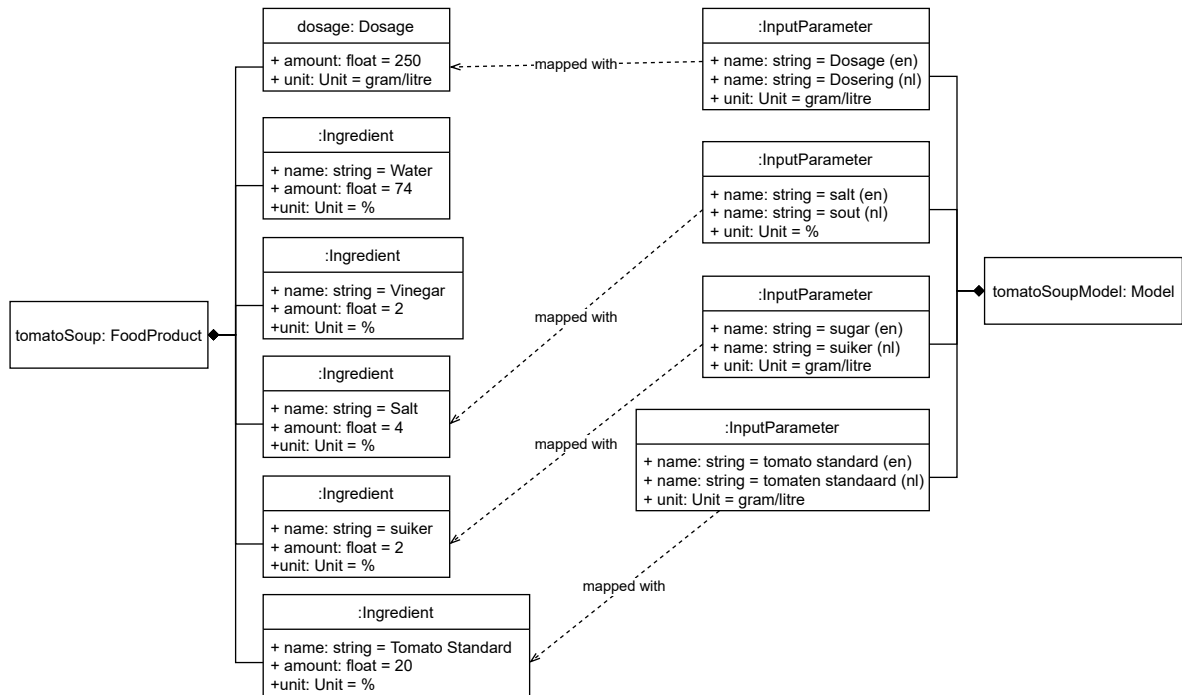 dosage: Dosage
+ amount: float = 250
+ unit: Unit = gram/litre
:Ingredient
+ name: string = Water
+ amount: float = 74
+unit: Unit = %
:Ingredient
+ name: string = Vinegar
+ amount: float = 2
+unit: Unit = %
tomatoSoup: FoodProduct
:Ingredient
+ name: string = Salt
+ amount: float = 4
+unit: Unit = %
:Ingredient
+ name: string = suiker
+ amount: float = 2
+unit: Unit = %
:Ingredient
+ name: string = Tomato Standard
+ amount: float = 20
+unit: Unit = %
mapped with
mapped with
mapped with
mapped with
:InputParameter
+ name: string = Dosage (en)
+ name: string = Dosering (nl)
+ unit: Unit = gram/litre
:InputParameter
+ name: string = salt (en)
+ name: string = sout (nl)
+ unit: Unit = %
:InputParameter
+ name: string = sugar (en)
+ name: string = suiker (nl)
+ unit: Unit = gram/litre
:InputParameter
+ name: string = tomato standard (en)
+ name: string = tomaten standaard (nl)
+ unit: Unit = gram/litre
tomatoSoupModel: Model